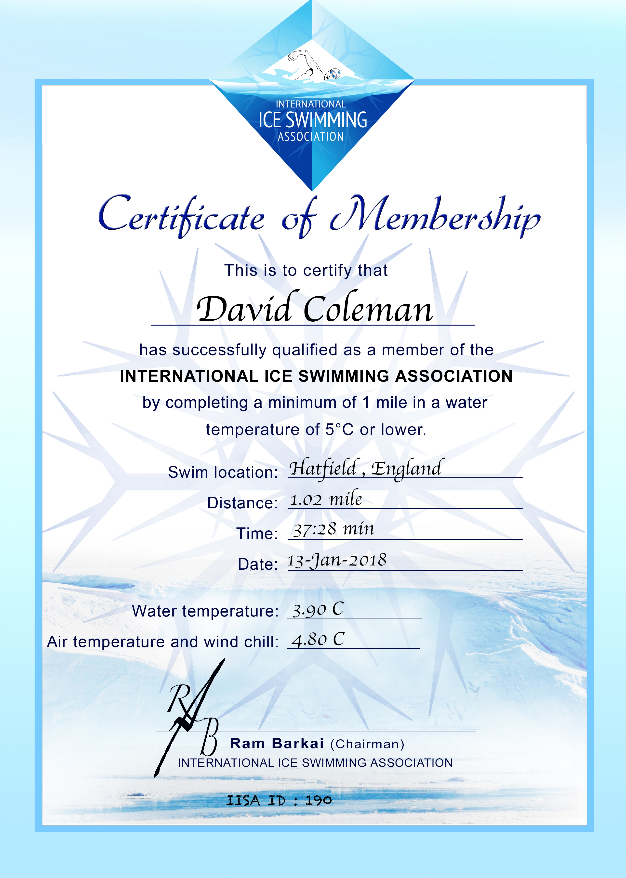 INTERNATIONAL
ICE SWIMMING
ASSOCIATION
Certificate of Membership
This is to certify that
David Coleman
has successfully qualified as a member of the
INTERNATIONAL ICE SWIMMING ASSOCIATION
by completing a minimum of 1 mile in a water
temperature of 5°C or lower.
Swim location: Hatfield , England
Distance: 1.02 mile
Time: 37:28 min
Date: 13-Jan-2018
Water temperature: 3.90 C
Air temperature and wind chill: 4.80 C
RAB
Ram Barkai (Chairman)
INTERNATIONAL ICE SWIMMING ASSOCIATION
IISA ID : 190